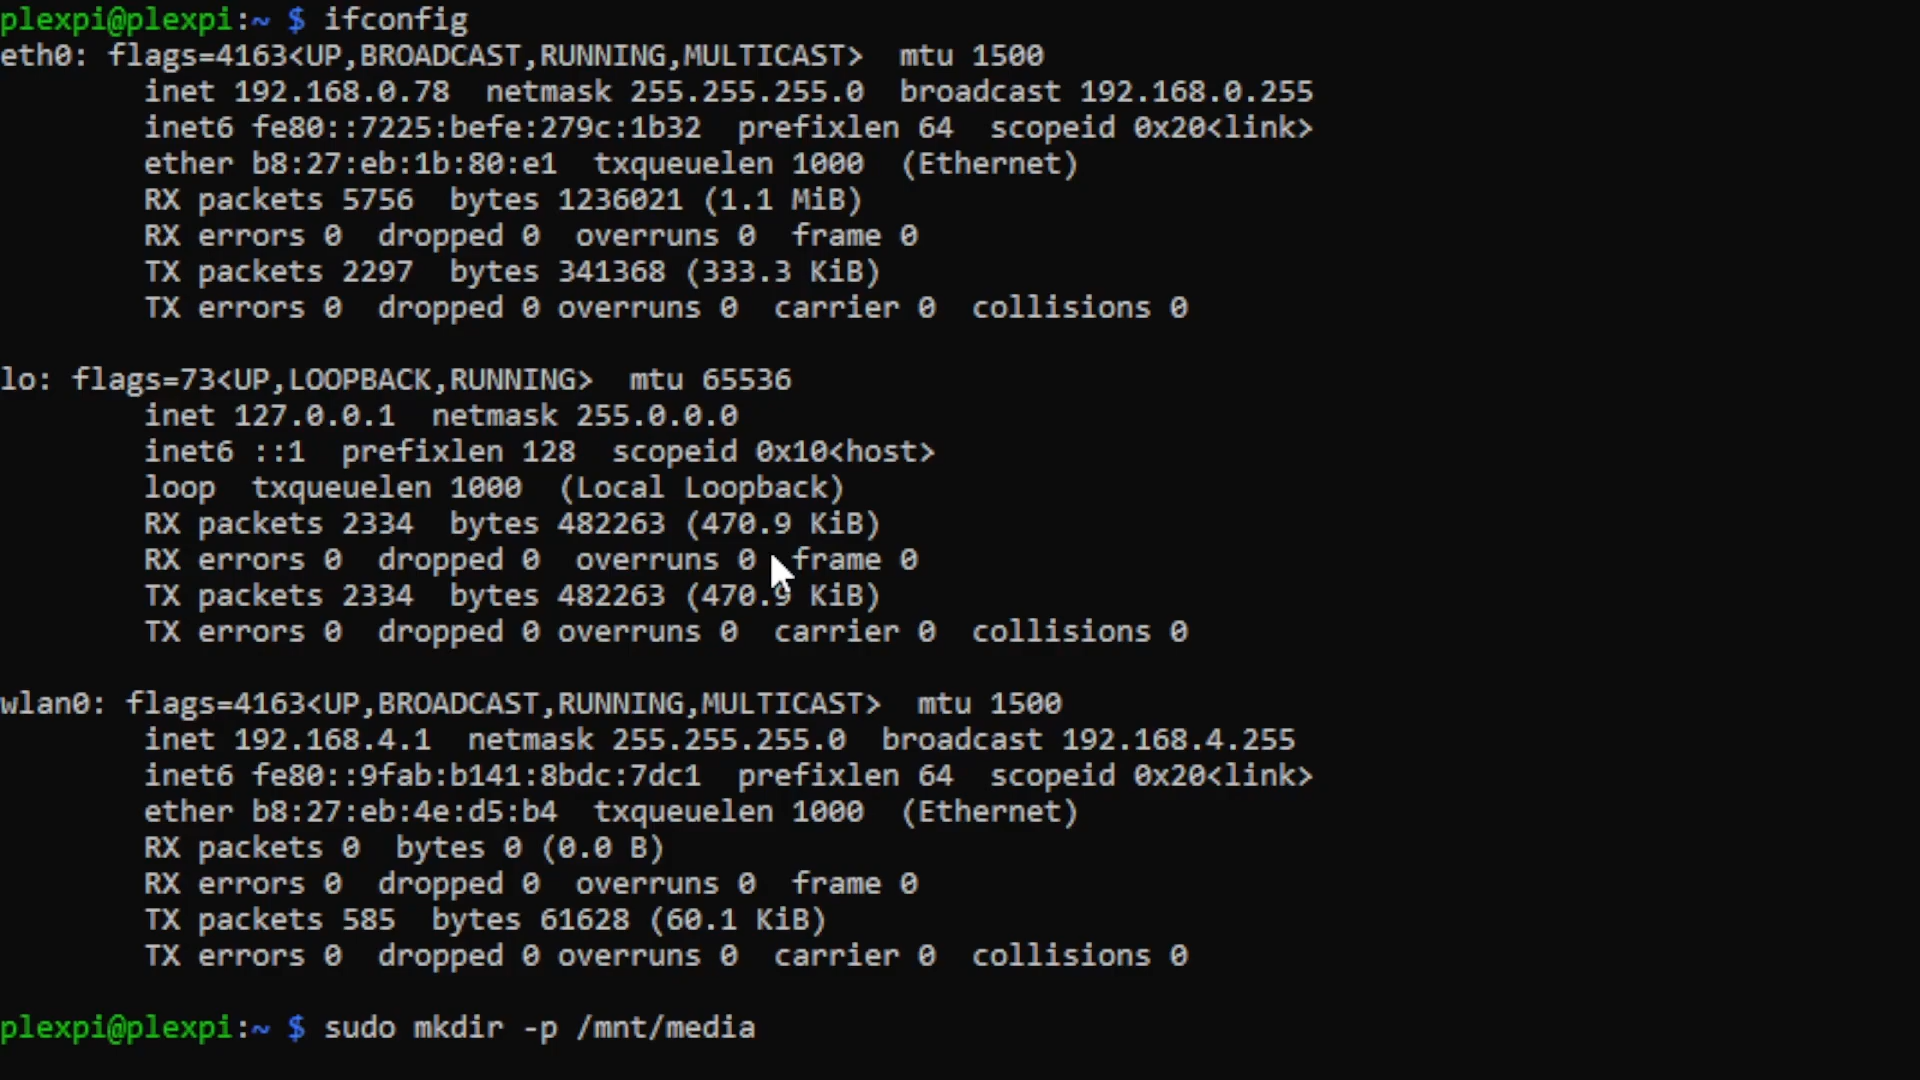 plexpi@plexpi:~ $ ifconfig
eth0: flags=4163<UP,BROADCAST,RUNNING,MULTICAST>  mtu 1500
        inet 192.168.0.78  netmask 255.255.255.0  broadcast 192.168.0.255
        inet6 fe80::7225:befe:279c:1b32  prefixlen 64  scopeid 0x20<link>
        ether b8:27:eb:1b:80:e1  txqueuelen 1000  (Ethernet)
        RX packets 5756  bytes 1236021 (1.1 MiB)
        RX errors 0  dropped 0  overruns 0  frame 0
        TX packets 2297  bytes 341368 (333.3 KiB)
        TX errors 0  dropped 0 overruns 0  carrier 0  collisions 0

lo: flags=73<UP,LOOPBACK,RUNNING>  mtu 65536
        inet 127.0.0.1  netmask 255.0.0.0
        inet6 ::1  prefixlen 128  scopeid 0x10<host>
        loop  txqueuelen 1000  (Local Loopback)
        RX packets 2334  bytes 482263 (470.9 KiB)
        RX errors 0  dropped 0  overruns 0  frame 0
        TX packets 2334  bytes 482263 (470.9 KiB)
        TX errors 0  dropped 0 overruns 0  carrier 0  collisions 0

wlan0: flags=4163<UP,BROADCAST,RUNNING,MULTICAST>  mtu 1500
        inet 192.168.4.1  netmask 255.255.255.0  broadcast 192.168.4.255
        inet6 fe80::9fab:b141:8bdc:7dc1  prefixlen 64  scopeid 0x20<link>
        ether b8:27:eb:4e:d5:b4  txqueuelen 1000  (Ethernet)
        RX packets 0  bytes 0 (0.0 B)
        RX errors 0  dropped 0  overruns 0  frame 0
        TX packets 585  bytes 61628 (60.1 KiB)
        TX errors 0  dropped 0 overruns 0  carrier 0  collisions 0

plexpi@plexpi:~ $ sudo mkdir -p /mnt/media